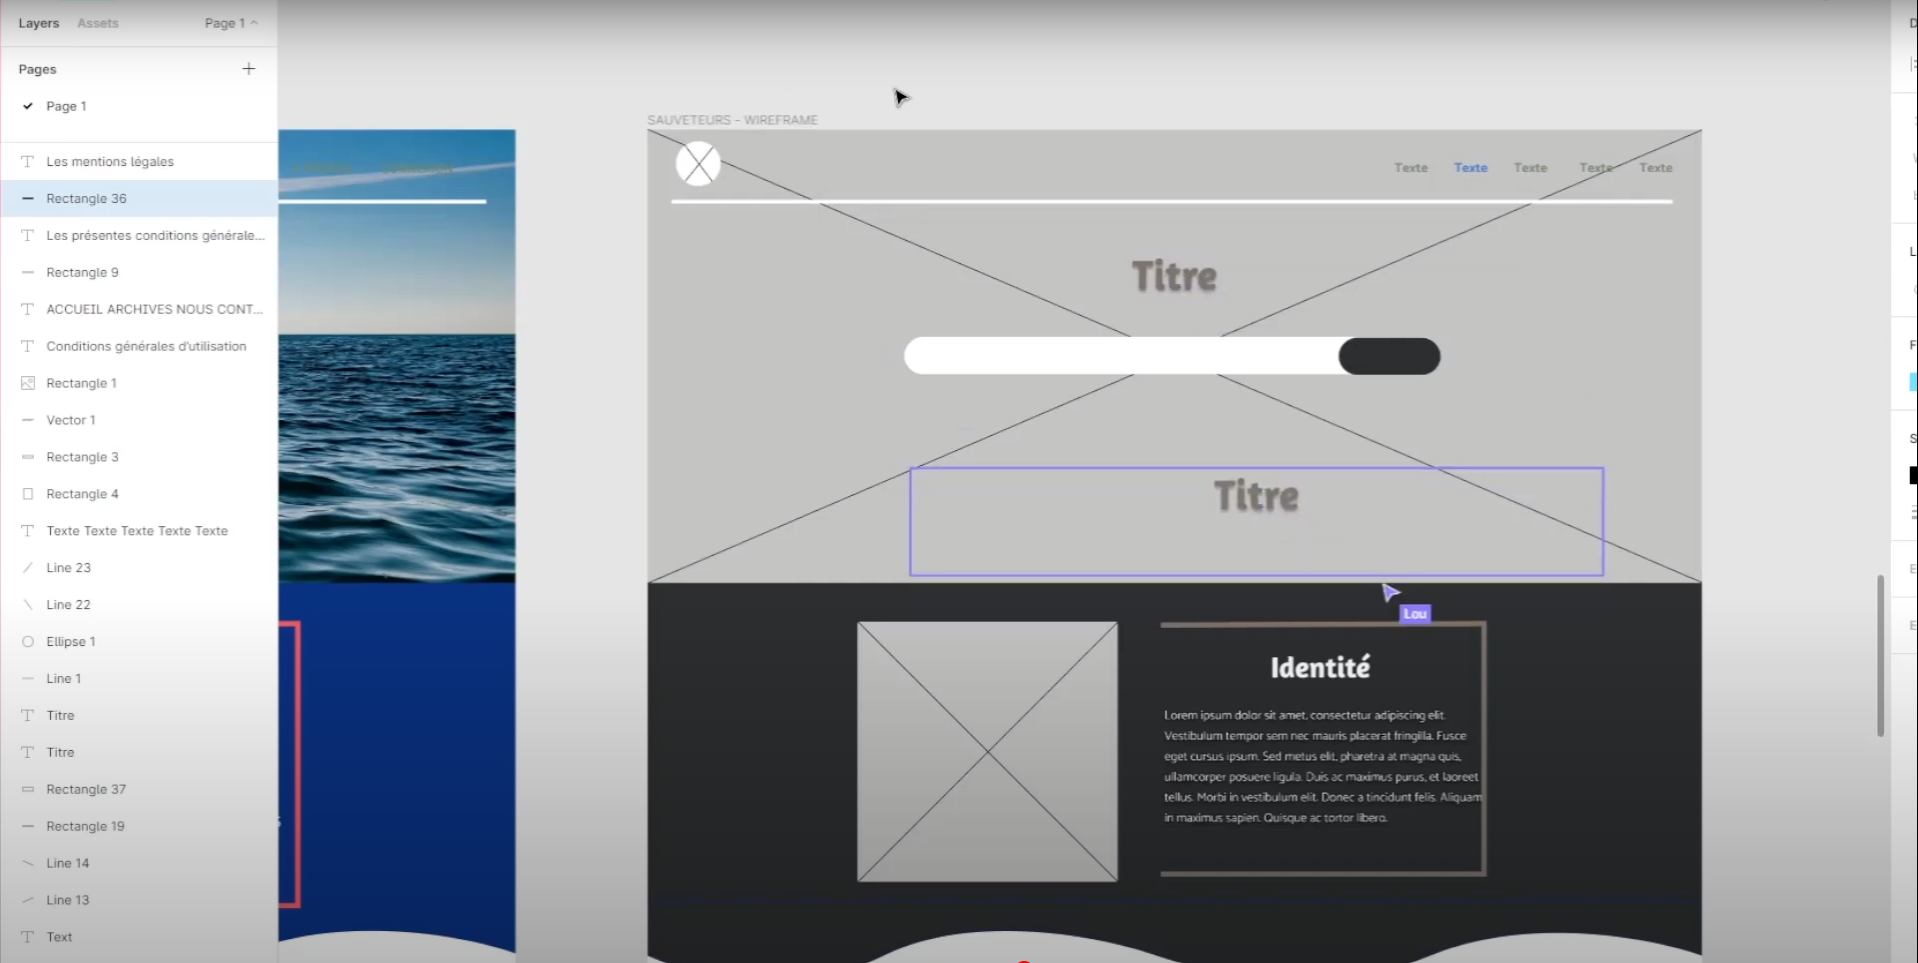 Layers Assets Page 1
Pages
Page 1
Les mentions légales
Rectangle 36
Les présentes conditions générale...
Rectangle 9
ACCUEIL ARCHIVES NOUS CONT...
Conditions générales d'utilisation
Rectangle 1
Vector 1
Rectangle 3
Rectangle 4
Texte Texte Texte Texte Texte
Line 23
Line 22
Ellipse 1
Line 1
Titre
Titre
Rectangle 37
Rectangle 19
Line 14
Line 13
Text
SAUVETEURS - WIREFRAME
Texte Texte Texte Texte Texte
Titre
Titre
Lou
Identité
Lorem ipsum dolor sit amet, consectetur adipiscing elit.
Vestibulum tempor sem nec mauris placerat fringilla. Fusce
eget cursus ipsum. Sed metus elit, pharetra at magna quis,
ullamcorper posuere ligula. Duis ac maximus purus, et laoreet
tellus. Morbi in vestibulum elit. Donec a tincidunt felis. Aliquam
in maximus sapien. Quisque ac tortor libero.